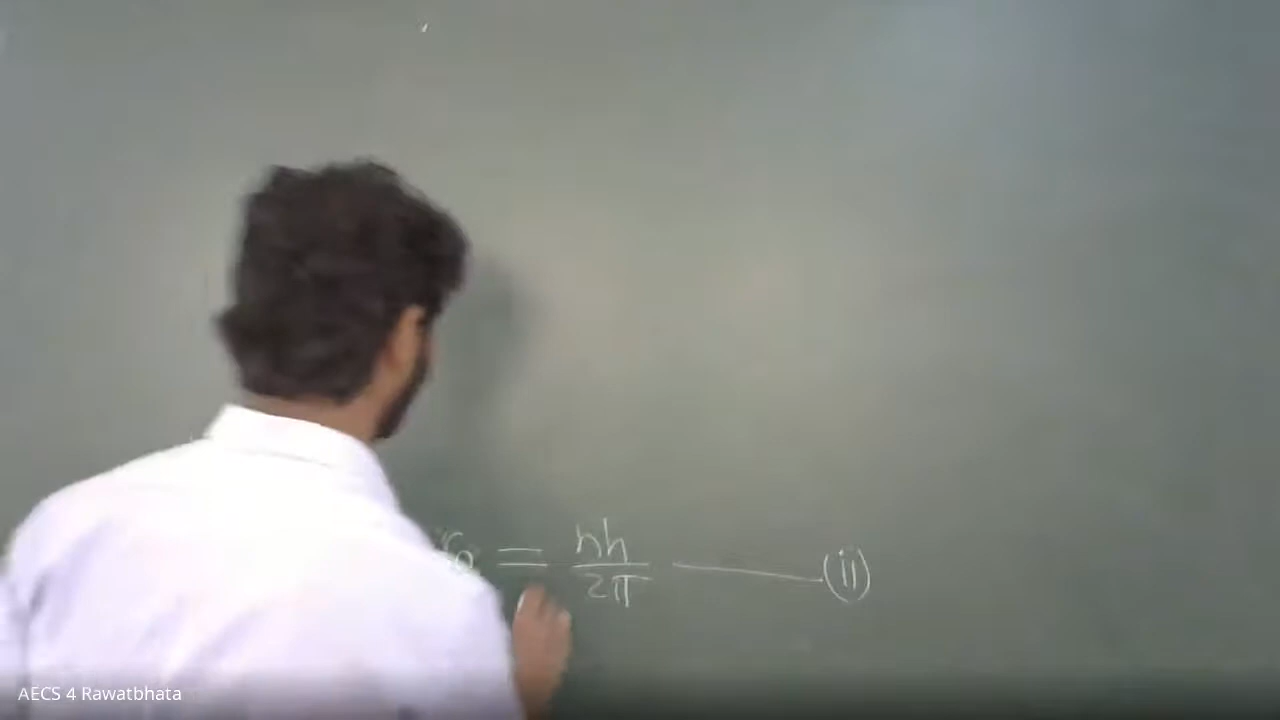 = nh/2π —— (ii)
AECS 4 Rawatbhata